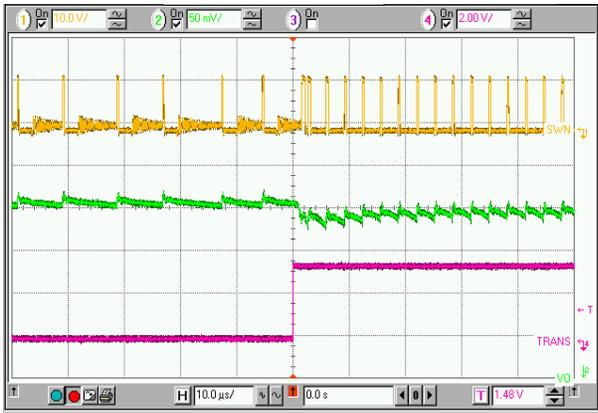 1 On 10.0 V/ 2 On 50 mV/ 3 On 4 On 2.00 V/
SWN
T
TRANS
VO
H 10.0 µs/ 0.0 s 0 T 1.48 V